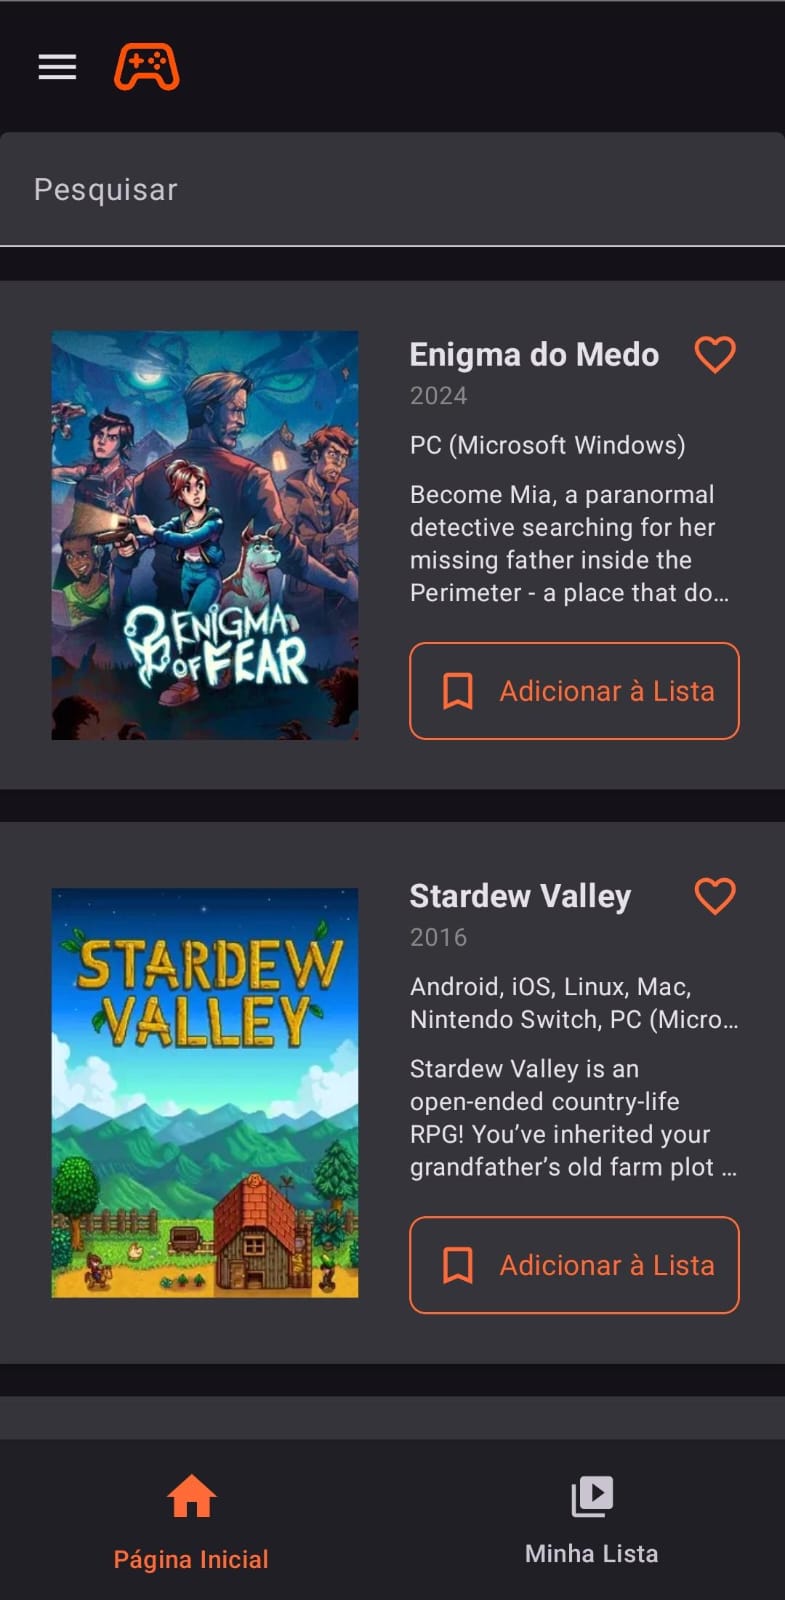 Pesquisar
ENIGMA
OF FEAR
Enigma do Medo
2024
PC (Microsoft Windows)
Become Mia, a paranormal
detective searching for her
missing father inside the
Perimeter - a place that do...
Adicionar à Lista
STARDEW
VALLEY
Stardew Valley
2016
Android, iOS, Linux, Mac,
Nintendo Switch, PC (Micro...
Stardew Valley is an
open-ended country-life
RPG! You’ve inherited your
grandfather’s old farm plot ...
Adicionar à Lista
Página Inicial
Minha Lista